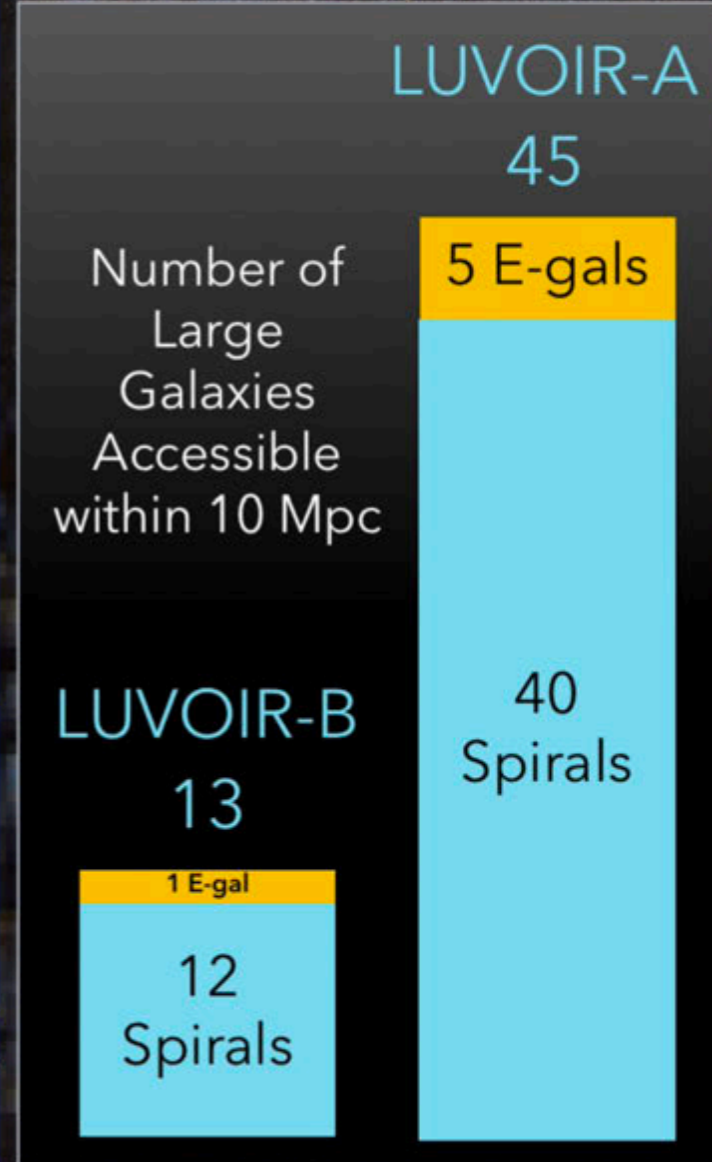 LUVOIR-A
45
5 E-gals
40
Spirals
Number of
Large
Galaxies
Accessible
within 10 Mpc
LUVOIR-B
13
1 E-gal
12
Spirals